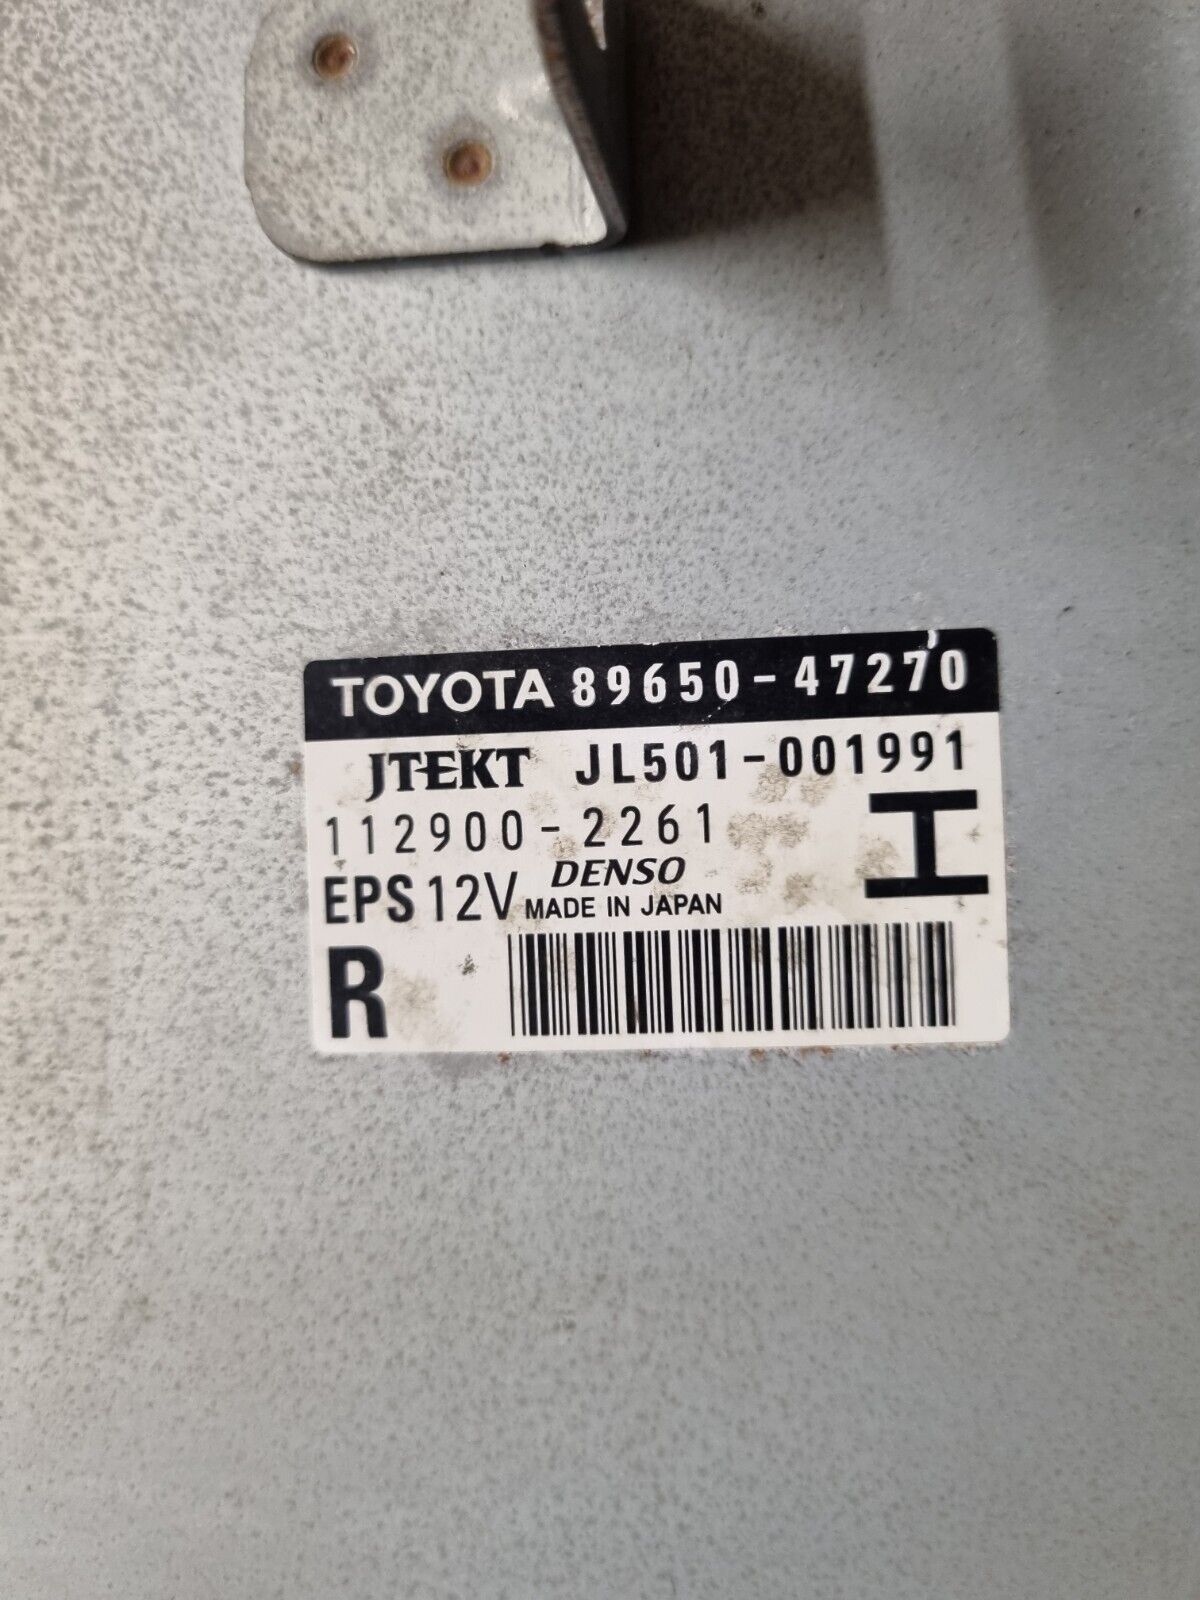 TOYOTA 89650-47270
JTEKT JL501-001991
112900-2261
DENSO
EPS 12V MADE IN JAPAN
H
R